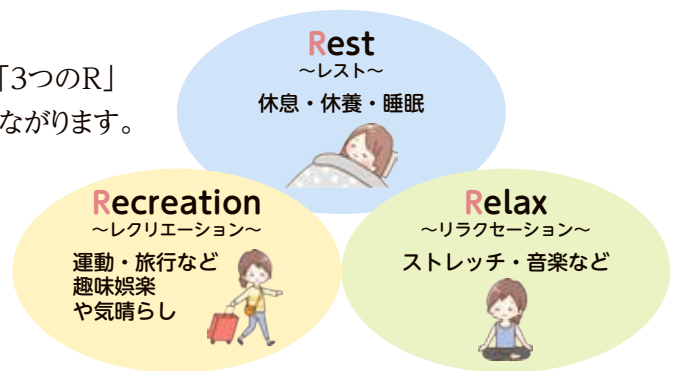 「3つのR」
ながります。
Rest
~レスト~
休息・休養・睡眠
Recreation
~レクリエーション~
運動・旅行など
趣味娯楽
や気晴らし
Relax
~リラクセーション~
ストレッチ・音楽など